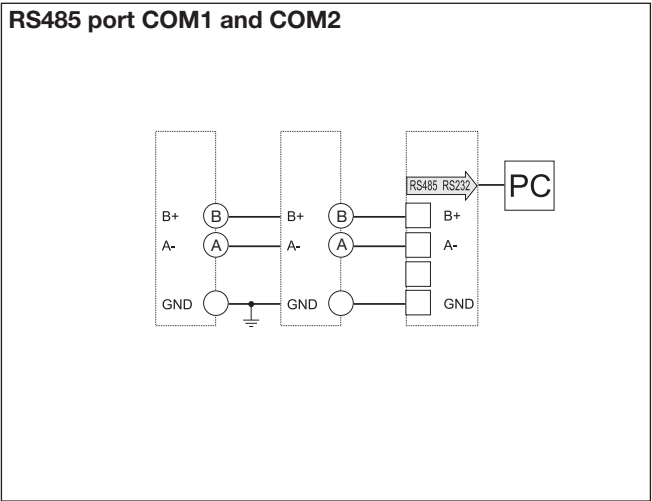 RS485 port COM1 and COM2
RS485 RS232
PC
B+ B B+ B B+
A- A A- A A-
GND GND GND